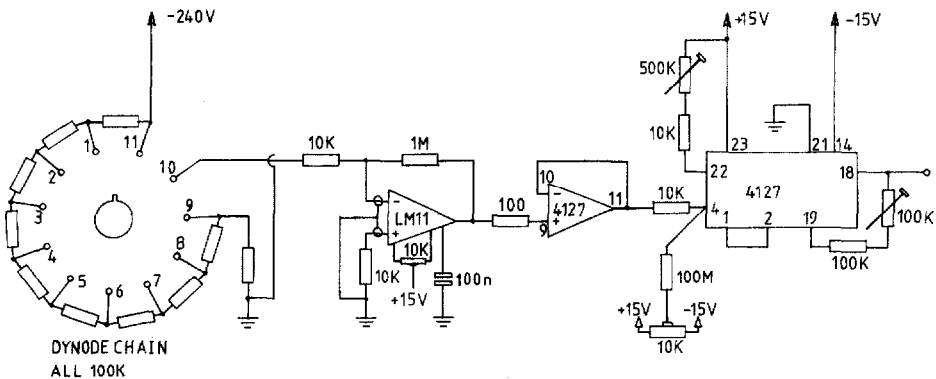 -240V
+15V
-15V
500K
10K
1
11
10
2
3
4
5
6
7
8
9
10K
1M
LM11
10K
10K
+15V
100n
100
10
9
11
4127
10K
100M
+15V
-15V
10K
23
21
14
22
4127
18
4
1
2
19
100K
100K
DYNODE CHAIN
ALL 100K